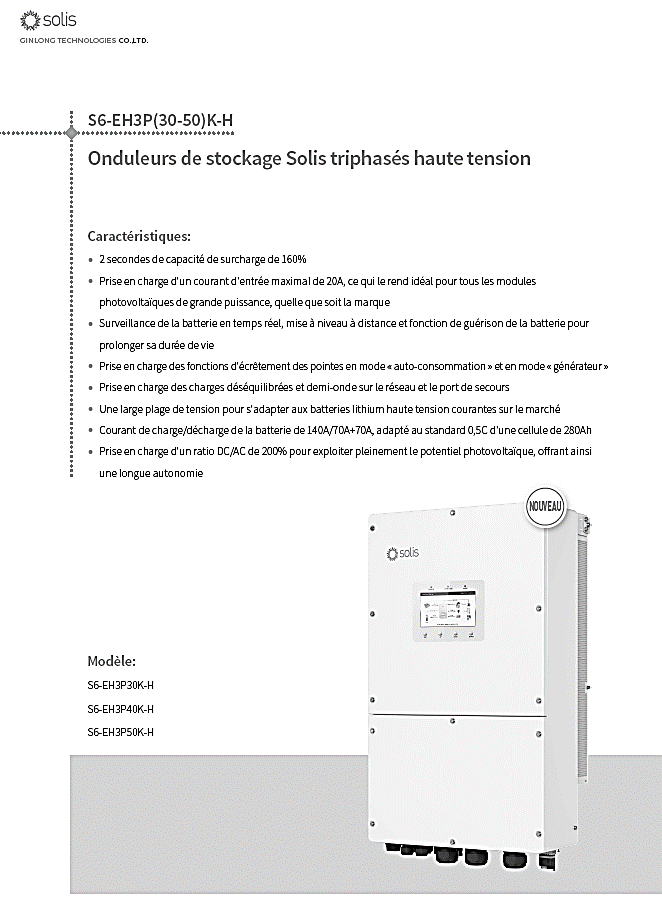 solis
GINLONG TECHNOLOGIES CO.,LTD.
S6-EH3P(30-50)K-H
Onduleurs de stockage Solis triphasés haute tension
Caractéristiques:
• 2 secondes de capacité de surcharge de 160%
• Prise en charge d'un courant d'entrée maximal de 20A, ce qui le rend idéal pour tous les modules
photovoltaïques de grande puissance, quelle que soit la marque
• Surveillance de la batterie en temps réel, mise à niveau à distance et fonction de guérison de la batterie pour
prolonger sa durée de vie
• Prise en charge des fonctions d'écrêtement des pointes en mode « auto-consommation » et en mode « générateur »
• Prise en charge des charges déséquilibrées et demi-onde sur le réseau et le port de secours
• Une large plage de tension pour s'adapter aux batteries lithium haute tension courantes sur le marché
• Courant de charge/décharge de la batterie de 140A/70A+70A, adapté au standard 0,5C d'une cellule de 280Ah
• Prise en charge d'un ratio DC/AC de 200% pour exploiter pleinement le potentiel photovoltaïque, offrant ainsi
une longue autonomie
NOUVEAU
solis
Modèle:
S6-EH3P30K-H
S6-EH3P40K-H
S6-EH3P50K-H